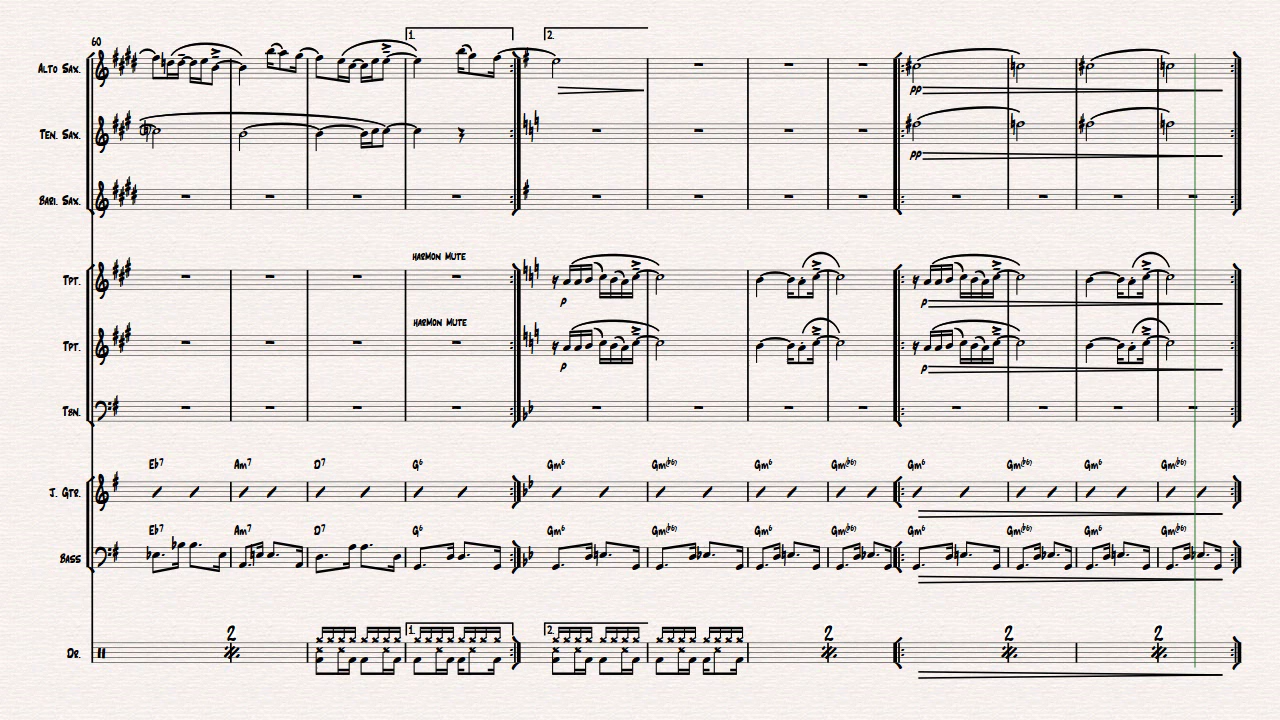 60
1.
2.
Alto Sax.
pp
Ten. Sax.
pp
Bari. Sax.
Harmon Mute
Tpt.
p
p
Harmon Mute
Tpt.
p
p
Tbn.
Eb7 Am7 D7 G6 Gm6 Gm(b6) Gm6 Gm(b6) Gm6 Gm(b6) Gm6 Gm(b6)
J. Gtr.
Eb7 Am7 D7 G6 Gm6 Gm(b6) Gm6 Gm(b6) Gm6 Gm(b6) Gm6 Gm(b6)
Bass
2 1. 2. 2 2 2
Dr.